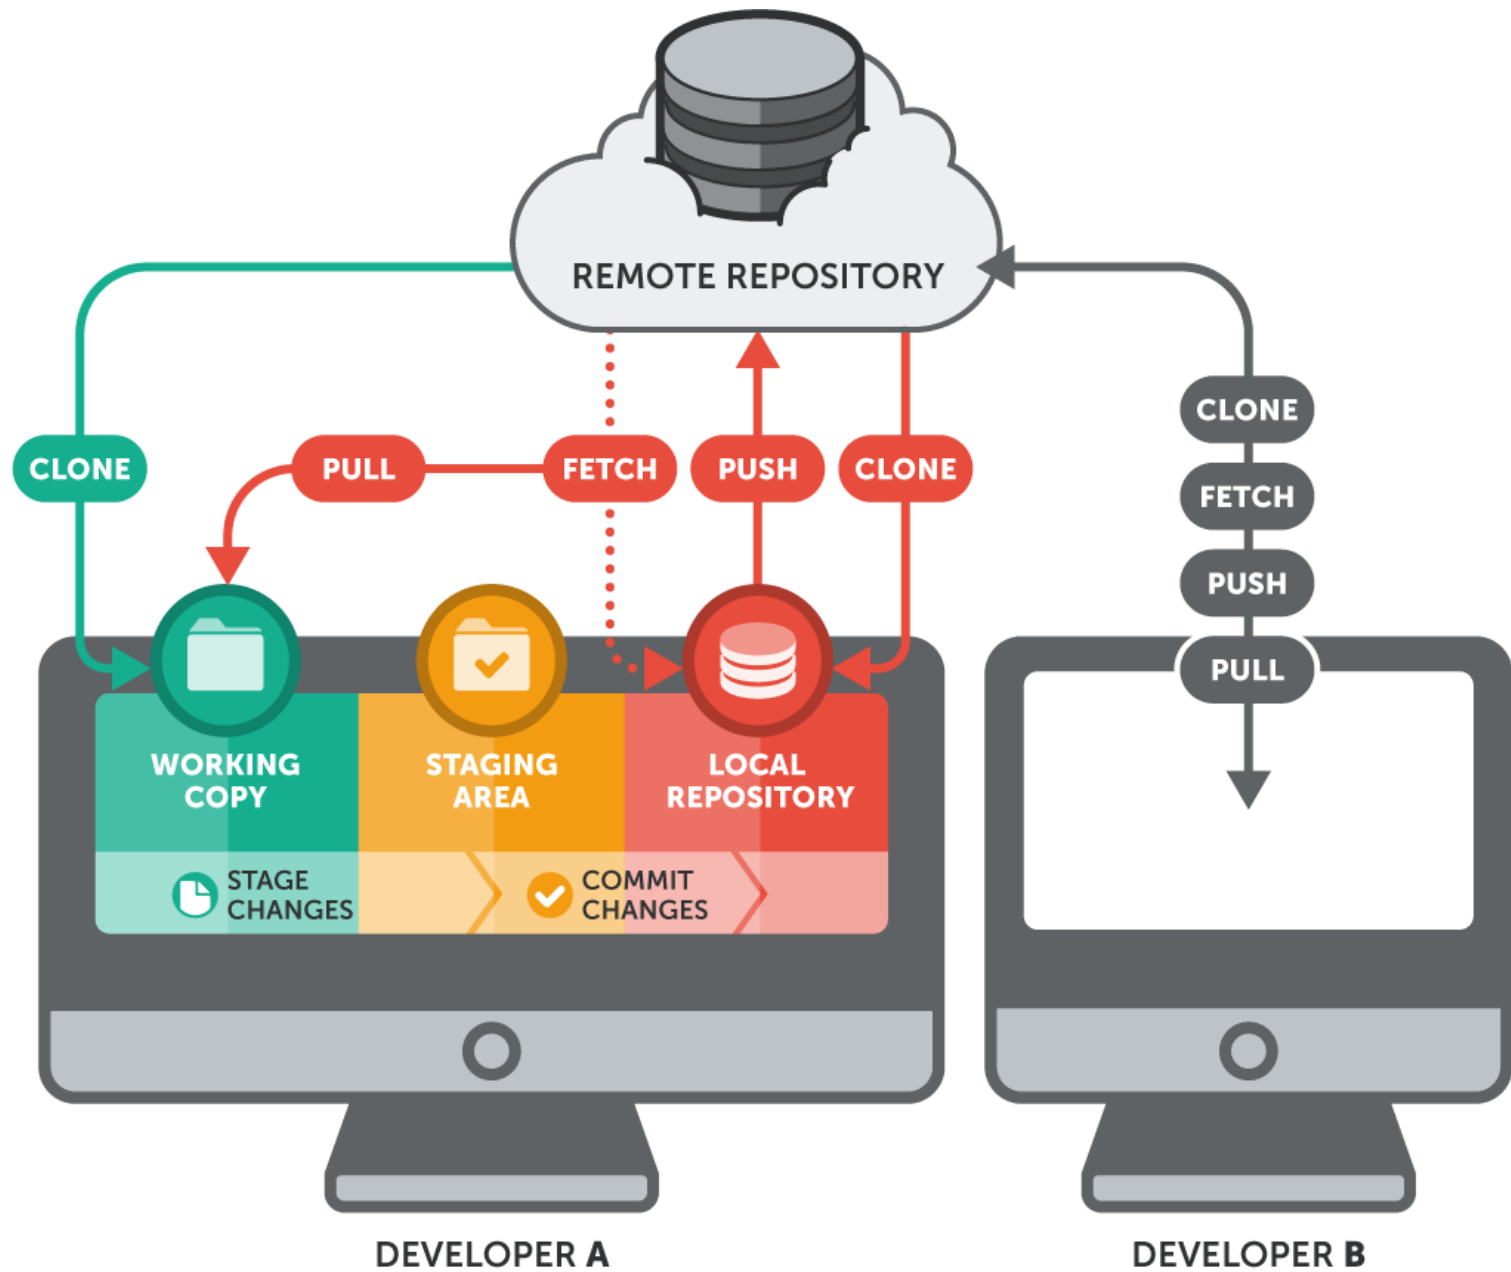 REMOTE REPOSITORY
CLONE
PULL
FETCH
PUSH
CLONE
CLONE
FETCH
PUSH
PULL
WORKING
COPY
STAGING
AREA
LOCAL
REPOSITORY
STAGE
CHANGES
COMMIT
CHANGES
DEVELOPER A
DEVELOPER B